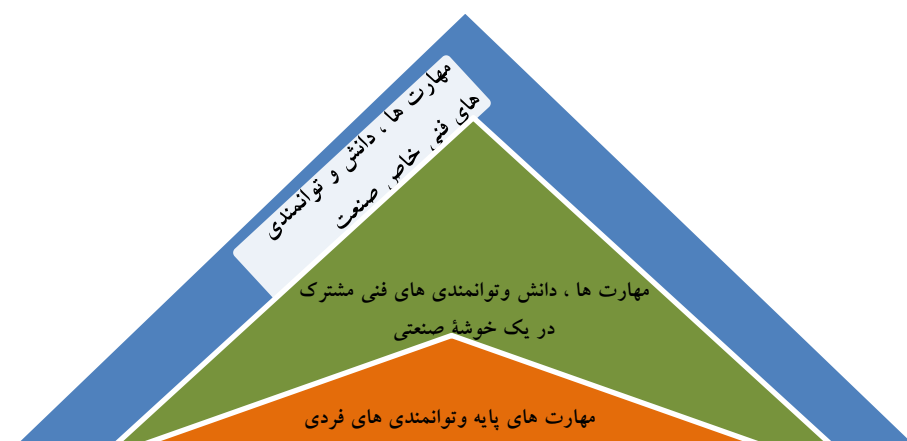 مهارت ها ، دانش و توانمندی
های فنی خاص صنعت
مهارت ها ، دانش وتوانمندی های فنی مشترک
در یک خوشۀ صنعتی
مهارت های پایه وتوانمندی های فردی